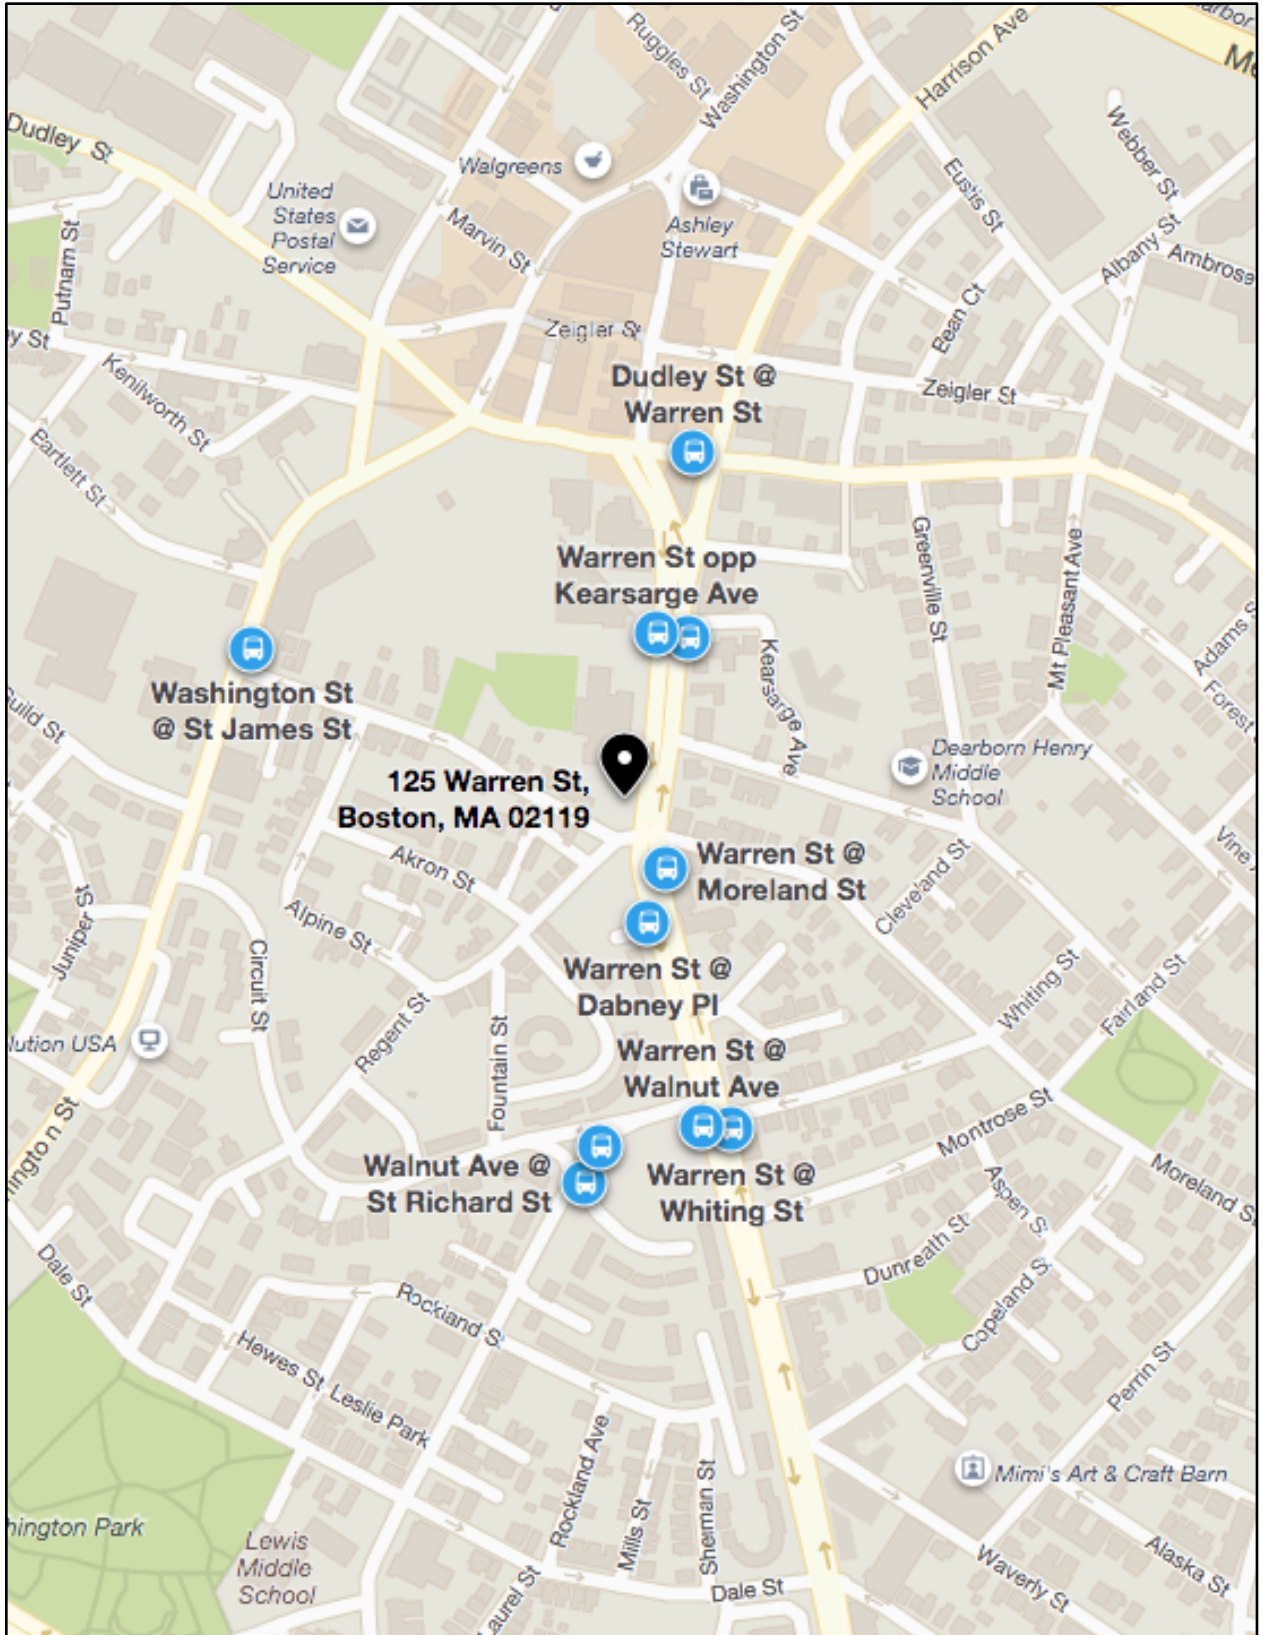 Ruggles St
Washington St
Harrison Ave
Dudley St
Walgreens
United
States
Postal
Service
Marvin St
Ashley
Stewart
Eustis St
Webber St
Albany St
Ambrose
Putnam St
Kenilworth St
Zeigler St
Bean Ct
Dudley St @
Warren St
Zeigler St
Bartlett St
Greenville St
Mt Pleasant Ave
Warren St opp
Kearsarge Ave
Kearsarge Ave
Adams S
Forest
Washington St
@ St James St
125 Warren St,
Boston, MA 02119
Dearborn Henry
Middle
School
Akron St
Warren St @
Moreland St
Cleveland St
Vine
Juniper St
Alpine St
Circuit St
Warren St @
Dabney Pl
Whiting St
Fairland St
Regent St
Fountain St
lution USA
Warren St @
Walnut Ave
Walnut Ave @
St Richard St
Warren St @
Whiting St
Montrose St
Moreland S
Aspen S
Dunreath St
Copeland S
Dale St
Rockland S
Hewes St
Leslie Park
Perrin St
Rockland Ave
Mills St
Sherman St
Mimi's Art & Craft Barn
hington Park
Lewis
Middle
School
Laurel St
Dale St
Waverly St
Alaska St